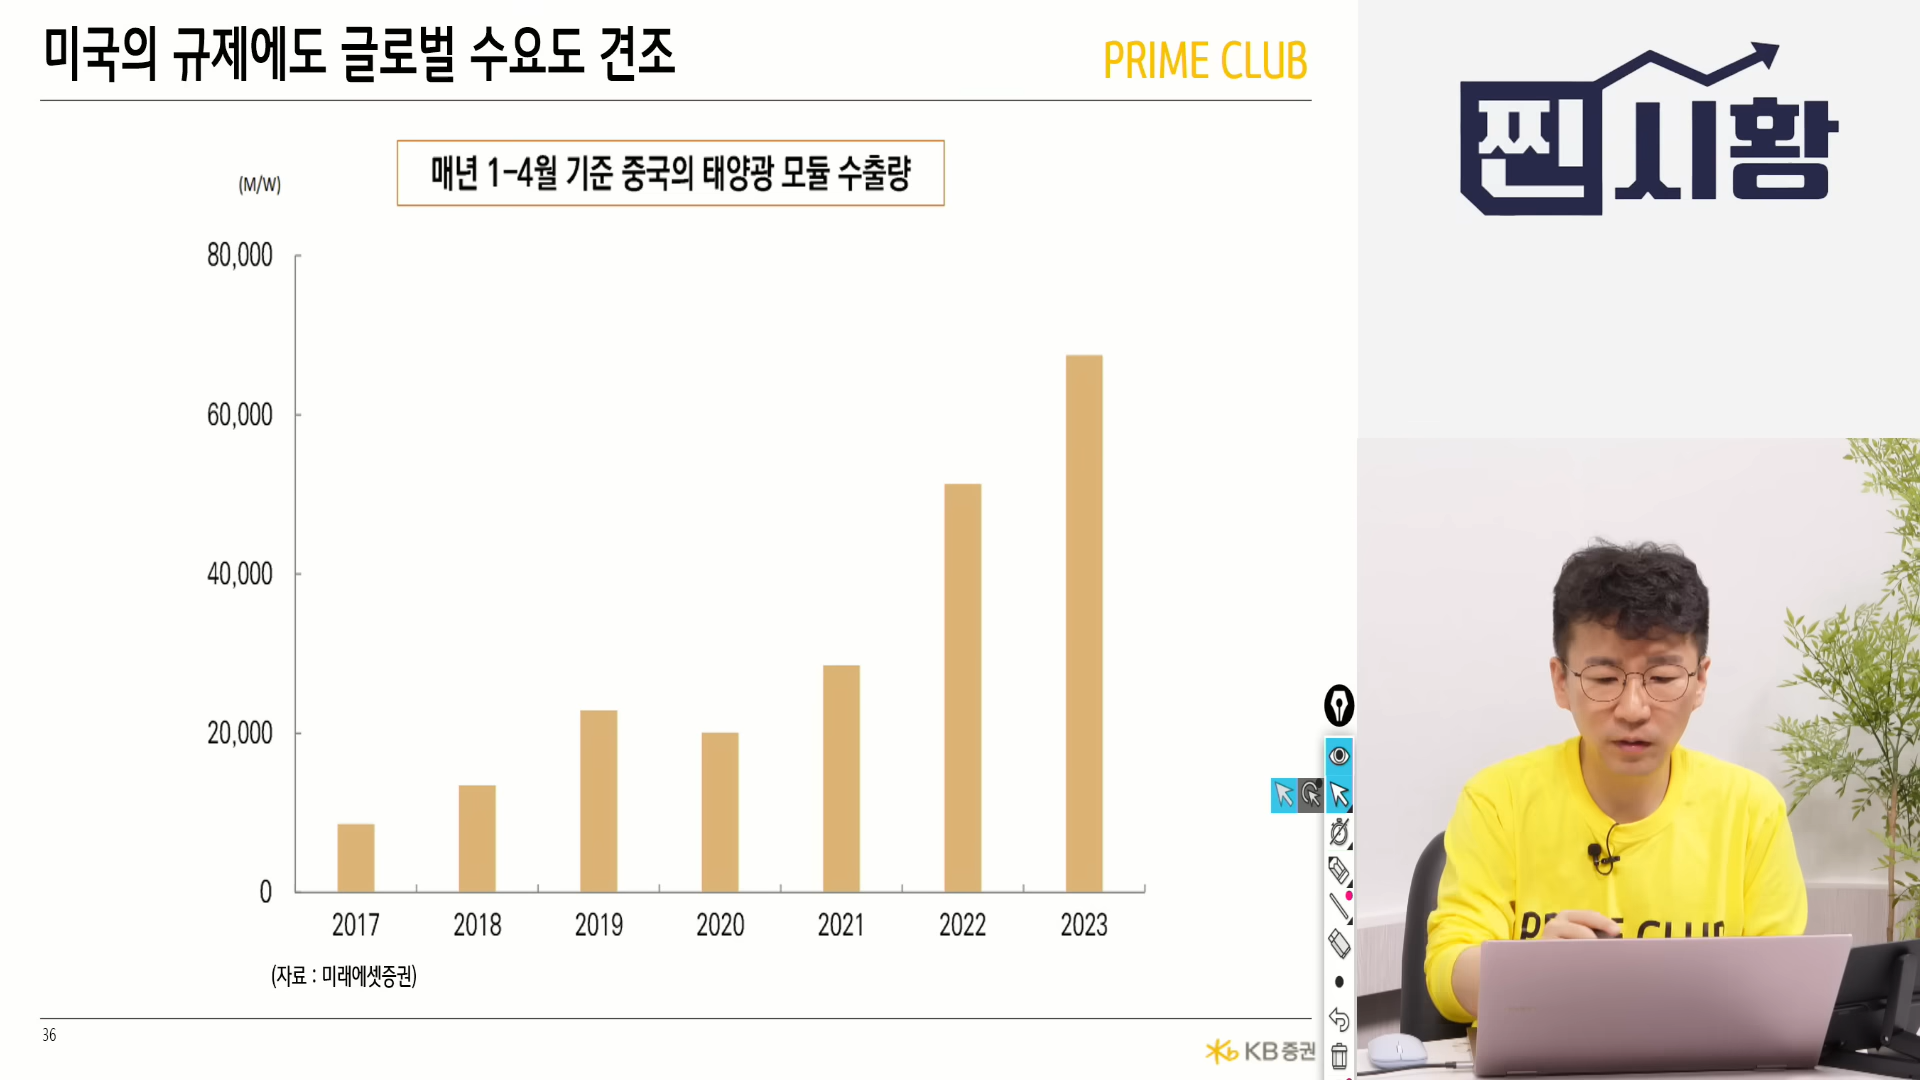 미국의 규제에도 글로벌 수요도 견조
PRIME CLUB
찐시황
매년 1-4월 기준 중국의 태양광 모듈 수출량
(M/W)
80,000
60,000
40,000
20,000
0
2017 2018 2019 2020 2021 2022 2023
(자료 : 미래에셋증권)
36
KB증권
PRIME CLUB